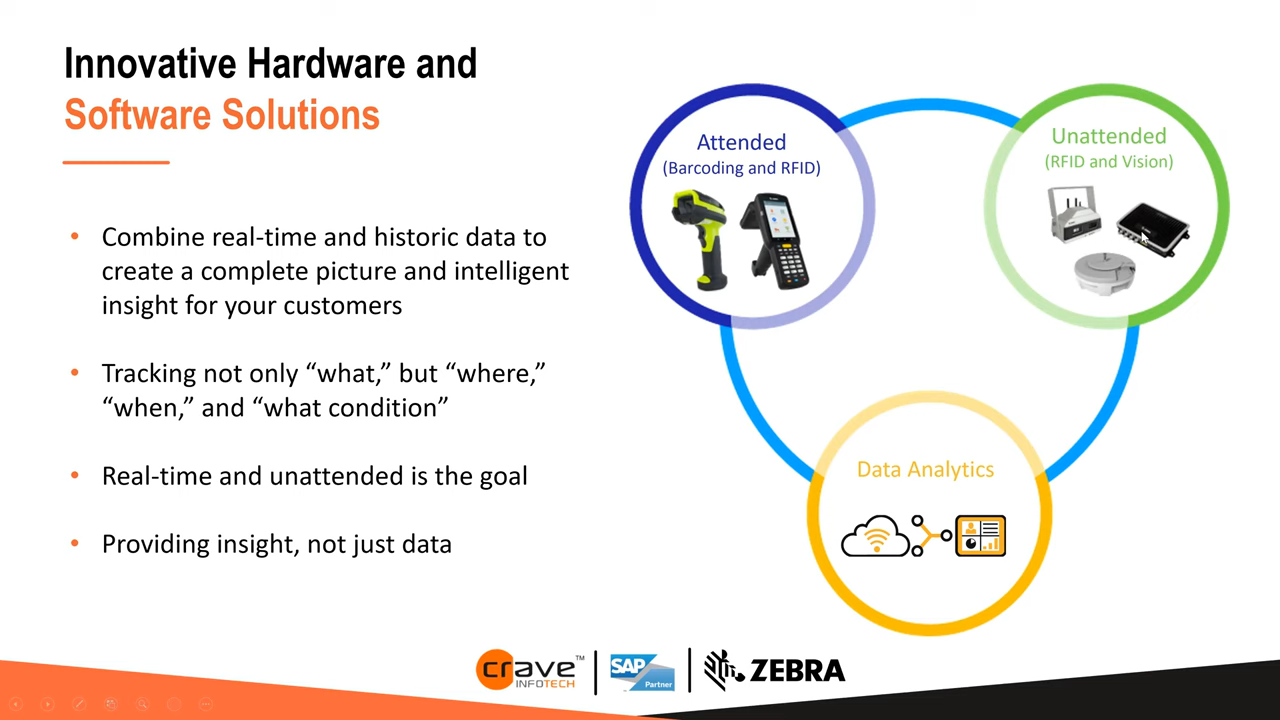 Innovative Hardware and
Software Solutions
• Combine real-time and historic data to
create a complete picture and intelligent
insight for your customers
• Tracking not only “what,” but “where,”
“when,” and “what condition”
• Real-time and unattended is the goal
• Providing insight, not just data
Attended
(Barcoding and RFID)
Unattended
(RFID and Vision)
Data Analytics
crave™
INFOTECH
SAP
Partner
ZEBRA